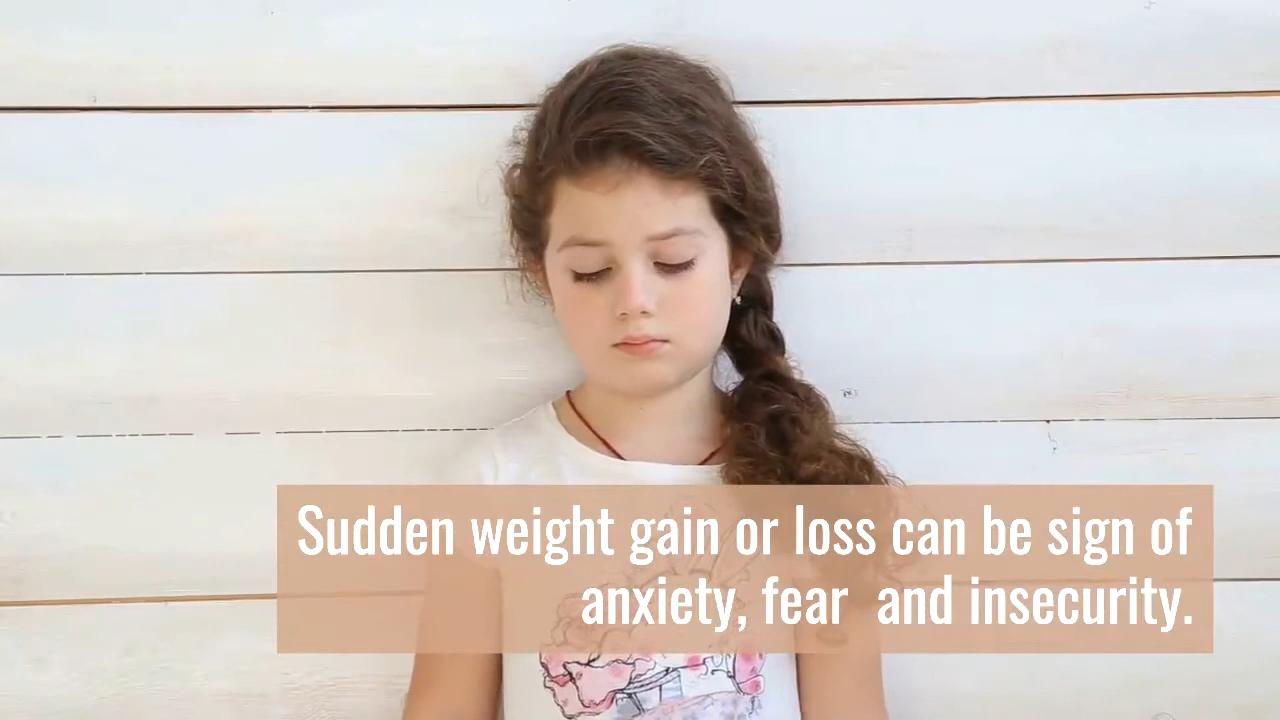 Sudden weight gain or loss can be sign of
anxiety, fear  and insecurity.